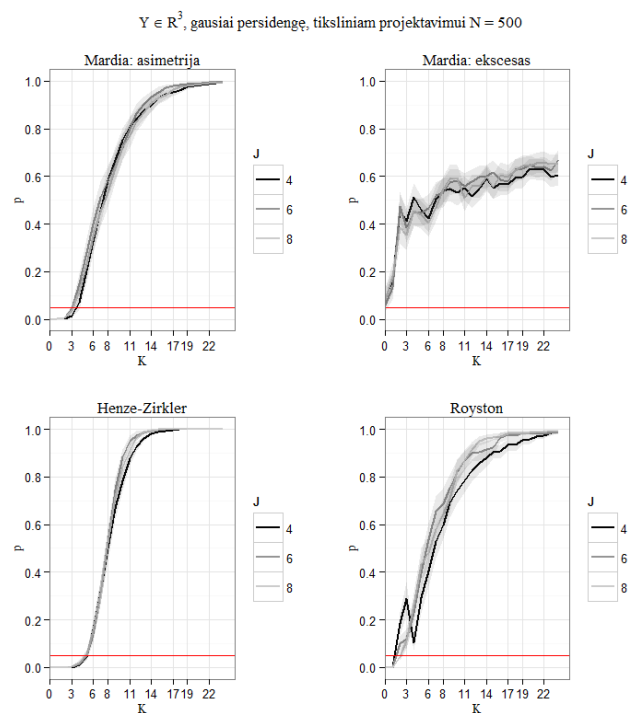 Y ∈ R³, gausiai persidengę, tiksliniam projektavimui N = 500
Mardia: asimetrija
1.0
0.8
0.6
0.4
0.2
0.0
p
0 3 6 8 11 14 17 19 22
K
J
4
6
8
Mardia: ekscesas
1.0
0.8
0.6
0.4
0.2
0.0
p
0 3 6 8 11 14 17 19 22
K
J
4
6
8
Henze-Zirkler
1.0
0.8
0.6
0.4
0.2
0.0
p
0 3 6 8 11 14 17 19 22
K
J
4
6
8
Royston
1.0
0.8
0.6
0.4
0.2
0.0
p
0 3 6 8 11 14 17 19 22
K
J
4
6
8